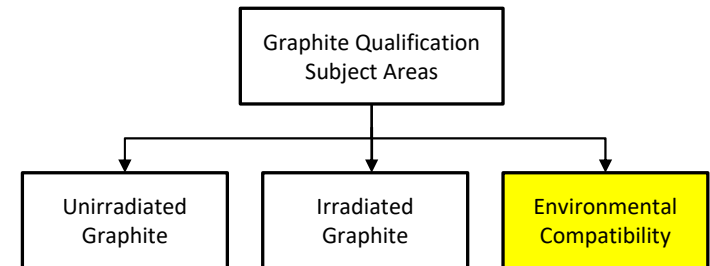 Graphite Qualification
Subject Areas
Unirradiated
Graphite
Irradiated
Graphite
Environmental
Compatibility